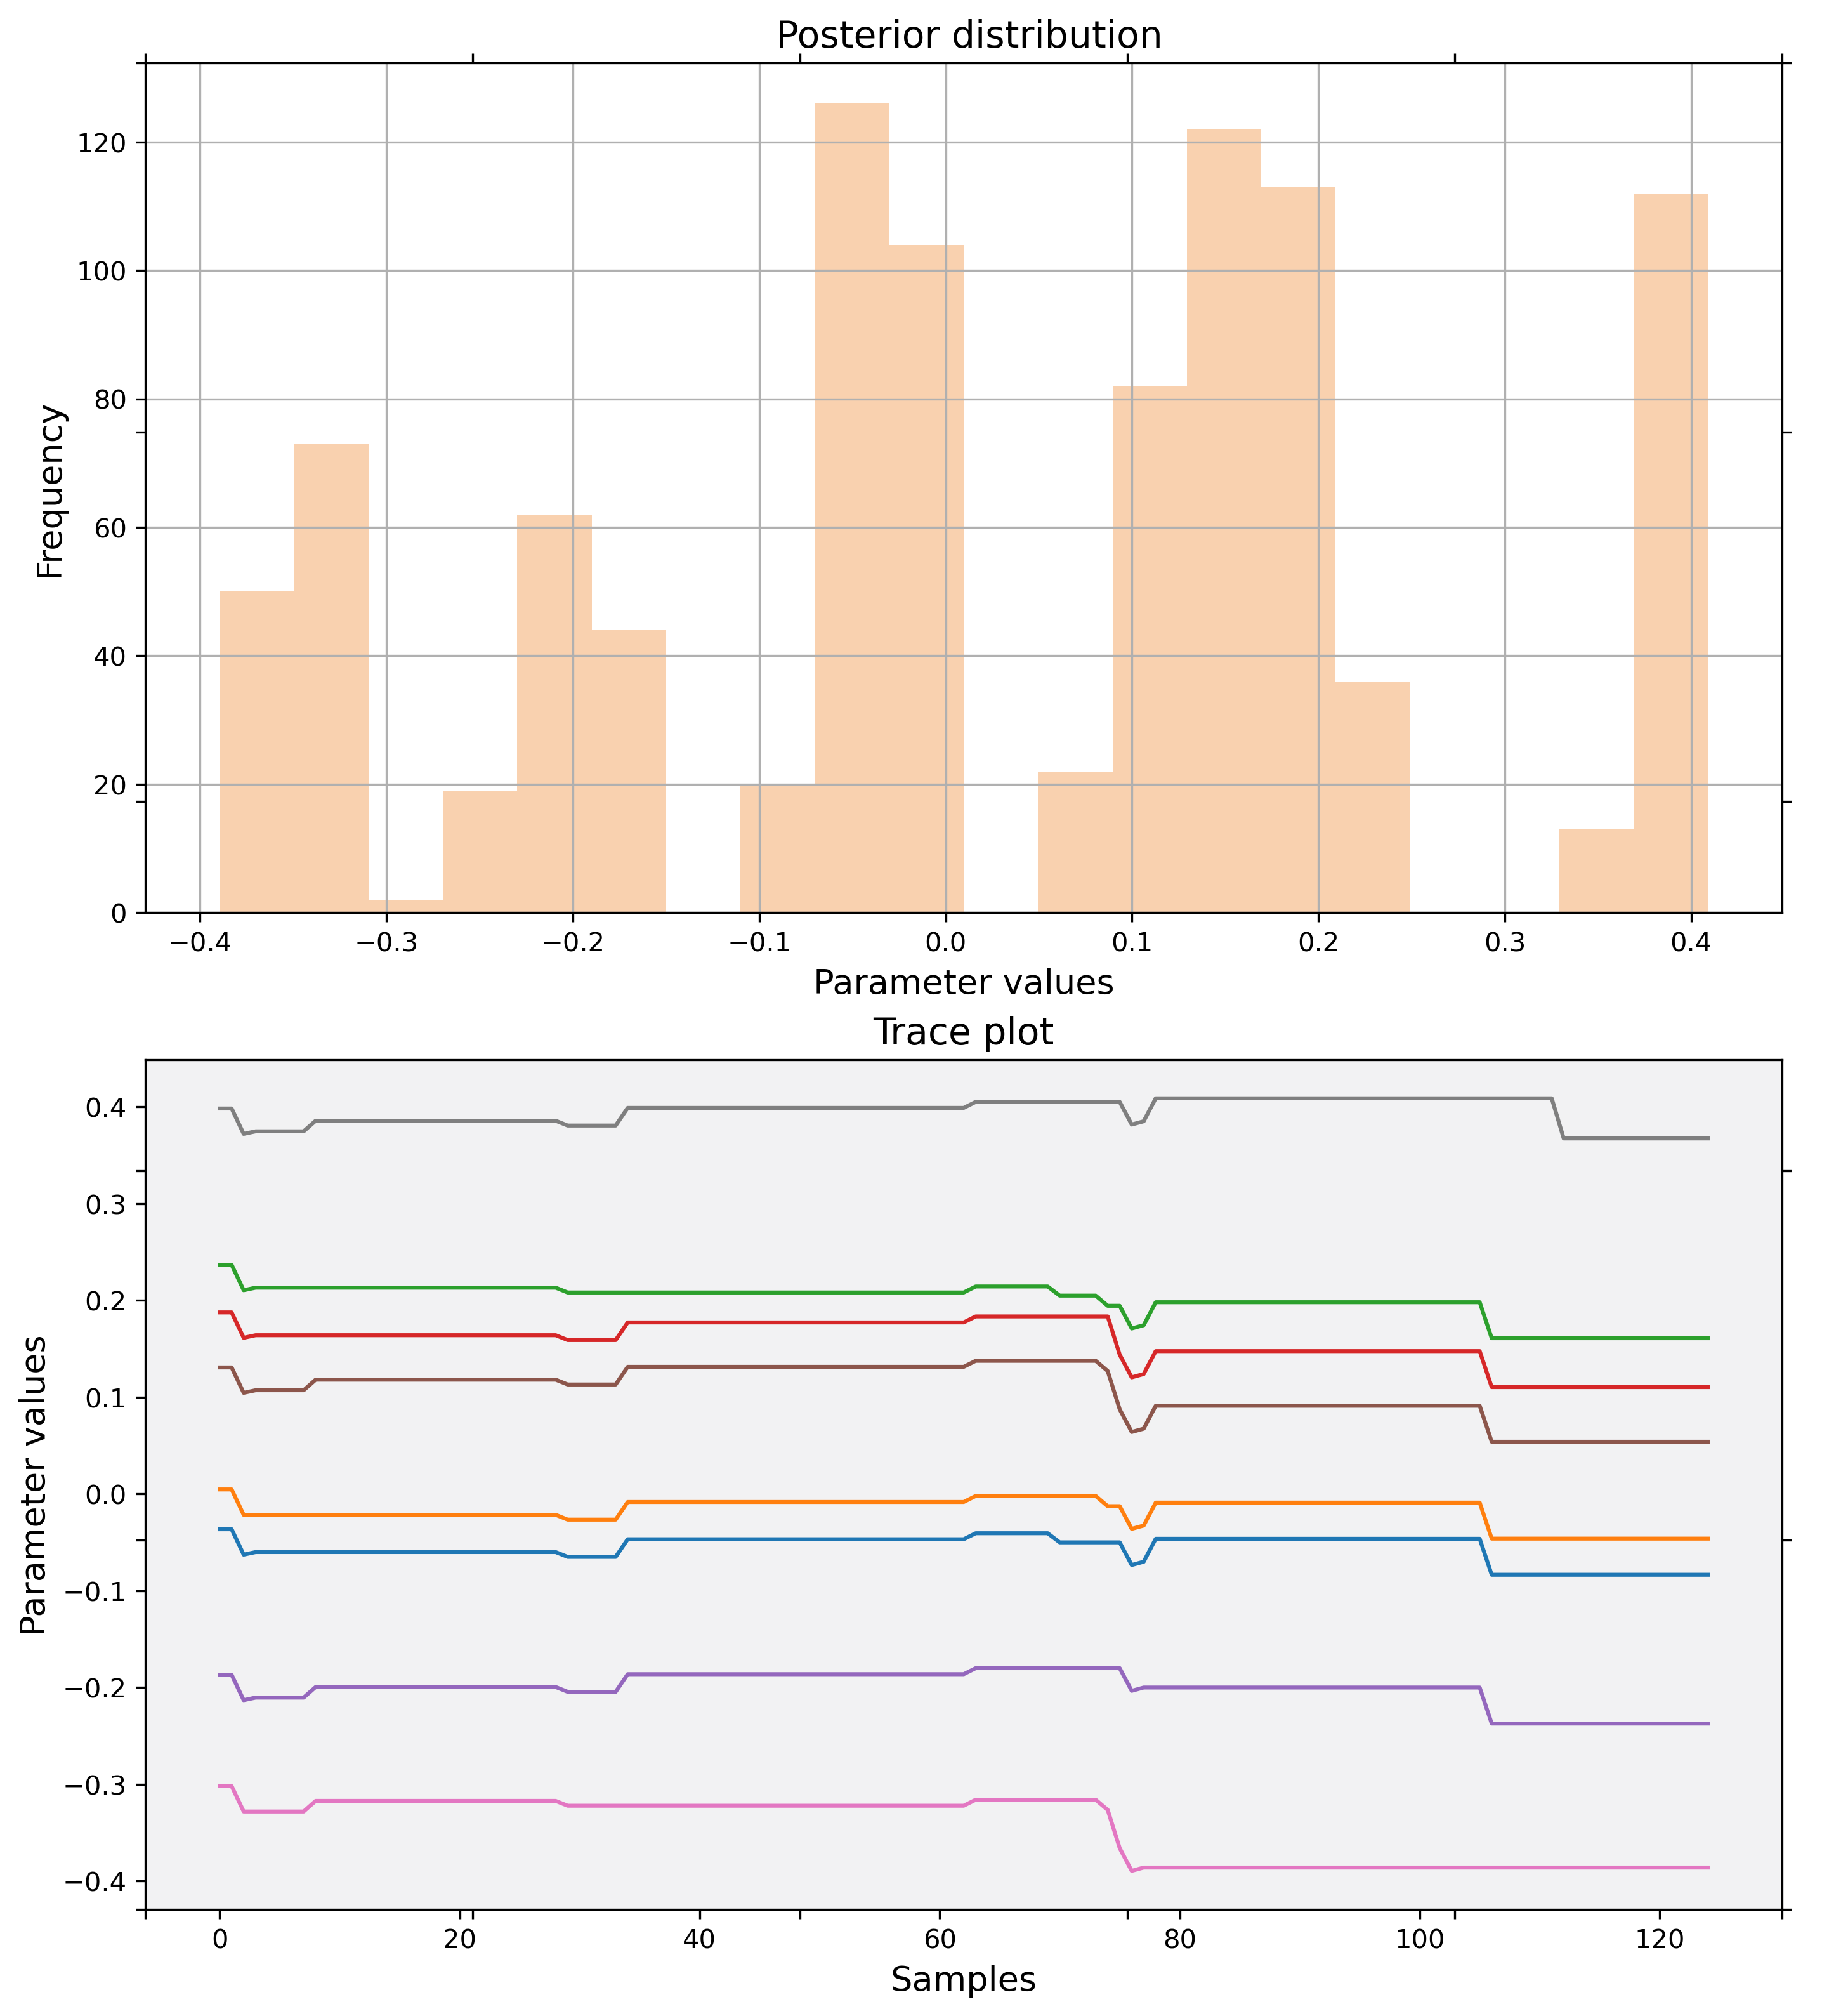 Posterior distribution
Frequency
120
100
80
60
40
20
0
−0.4 −0.3 −0.2 −0.1 0.0 0.1 0.2 0.3 0.4
Parameter values
Trace plot
Parameter values
0.4
0.3
0.2
0.1
0.0
−0.1
−0.2
−0.3
−0.4
0 20 40 60 80 100 120
Samples